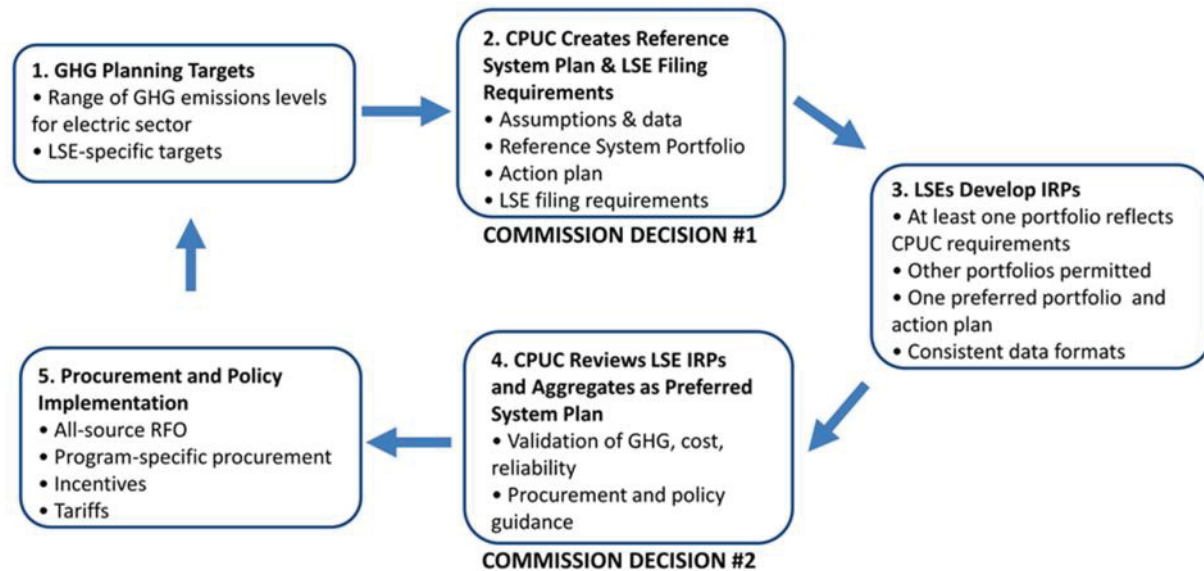 1. GHG Planning Targets
• Range of GHG emissions levels
for electric sector
• LSE-specific targets
2. CPUC Creates Reference
System Plan & LSE Filing
Requirements
• Assumptions & data
• Reference System Portfolio
• Action plan
• LSE filing requirements
COMMISSION DECISION #1
3. LSEs Develop IRPs
• At least one portfolio reflects
CPUC requirements
• Other portfolios permitted
• One preferred portfolio and
action plan
• Consistent data formats
4. CPUC Reviews LSE IRPs
and Aggregates as Preferred
System Plan
• Validation of GHG, cost,
reliability
• Procurement and policy
guidance
COMMISSION DECISION #2
5. Procurement and Policy
Implementation
• All-source RFO
• Program-specific procurement
• Incentives
• Tariffs